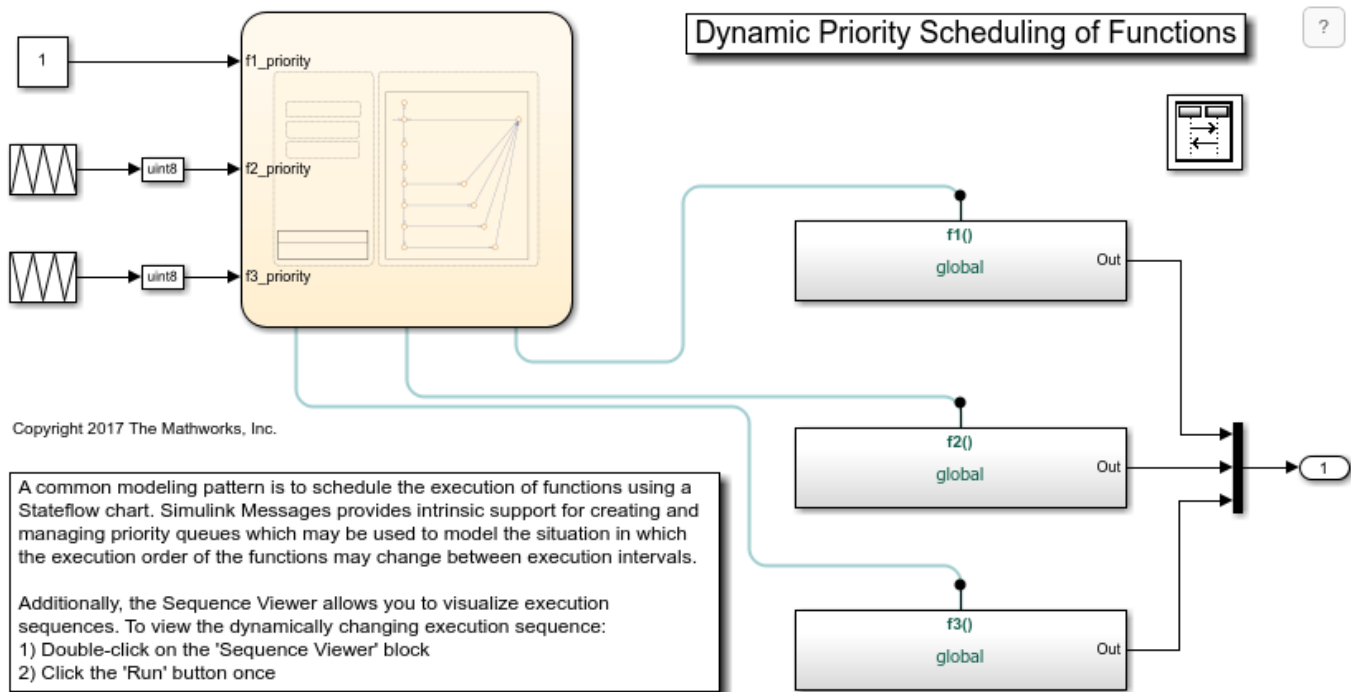 Dynamic Priority Scheduling of Functions
?
1
f1_priority
uint8
f2_priority
uint8
f3_priority
f1()
global
Out
f2()
global
Out
1
f3()
global
Out
Copyright 2017 The Mathworks, Inc.
A common modeling pattern is to schedule the execution of functions using a
Stateflow chart. Simulink Messages provides intrinsic support for creating and
managing priority queues which may be used to model the situation in which
the execution order of the functions may change between execution intervals.
Additionally, the Sequence Viewer allows you to visualize execution
sequences. To view the dynamically changing execution sequence:
1) Double-click on the 'Sequence Viewer' block
2) Click the 'Run' button once